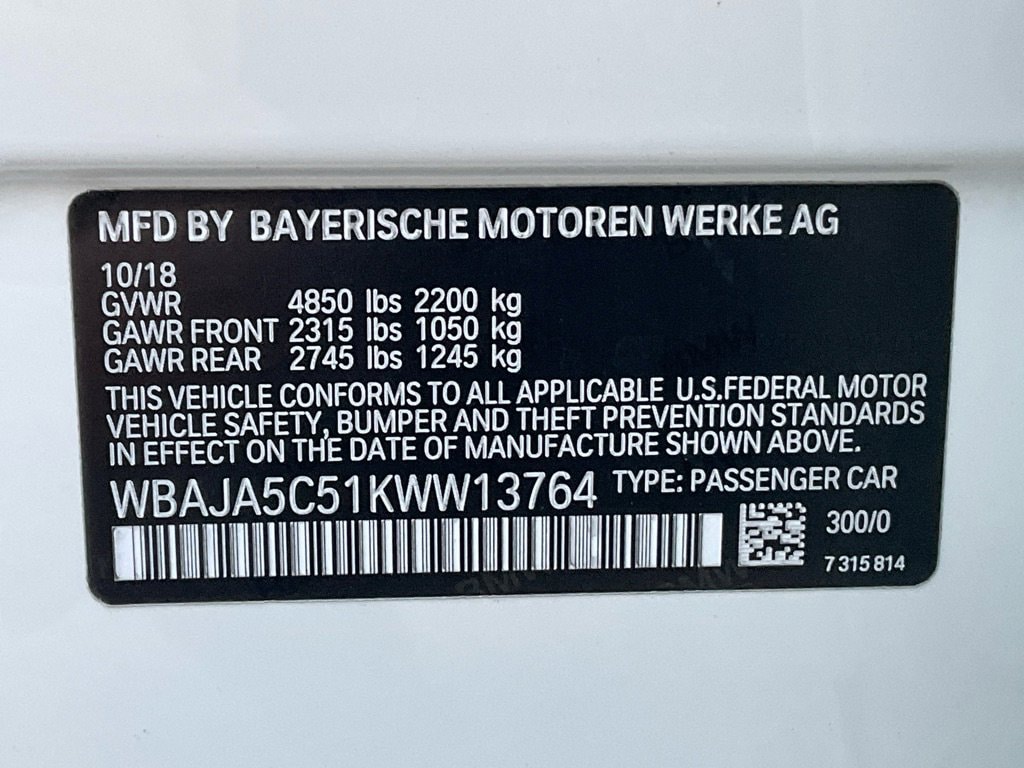 MFD BY BAYERISCHE MOTOREN WERKE AG
10/18
GVWR 4850 lbs 2200 kg
GAWR FRONT 2315 lbs 1050 kg
GAWR REAR 2745 lbs 1245 kg
THIS VEHICLE CONFORMS TO ALL APPLICABLE U.S.FEDERAL MOTOR
VEHICLE SAFETY, BUMPER AND THEFT PREVENTION STANDARDS
IN EFFECT ON THE DATE OF MANUFACTURE SHOWN ABOVE.
WBAJA5C51KWW13764 TYPE: PASSENGER CAR
300/0
7 315 814
BMW
BMW
BMW